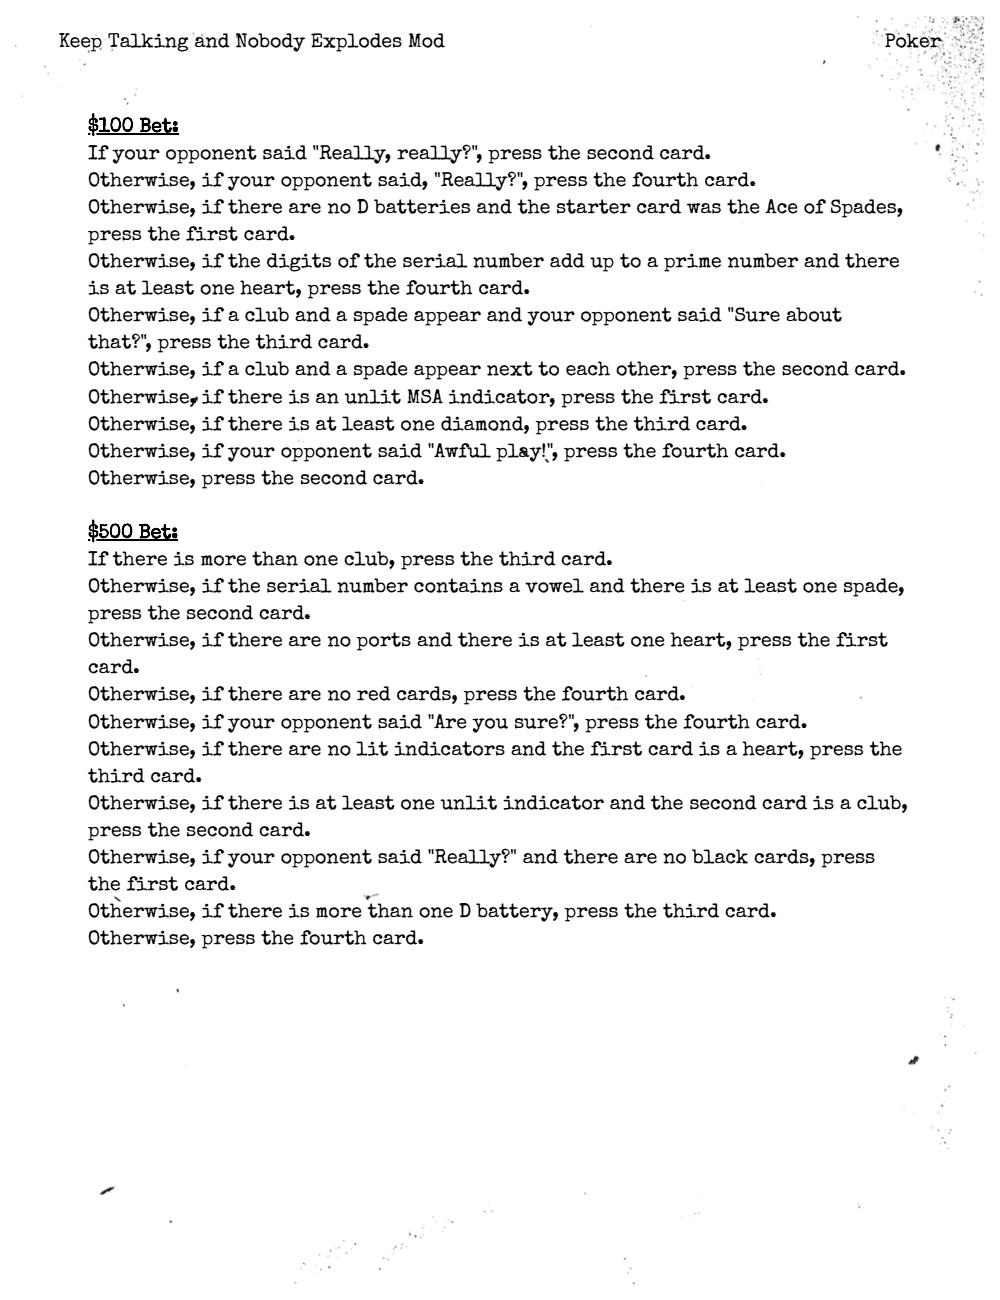 Keep Talking and Nobody Explodes Mod
Poker
$100 Bet:
If your opponent said "Really, really?", press the second card.
Otherwise, if your opponent said, "Really?", press the fourth card.
Otherwise, if there are no D batteries and the starter card was the Ace of Spades,
press the first card.
Otherwise, if the digits of the serial number add up to a prime number and there
is at least one heart, press the fourth card.
Otherwise, if a club and a spade appear and your opponent said "Sure about
that?", press the third card.
Otherwise, if a club and a spade appear next to each other, press the second card.
Otherwise, if there is an unlit MSA indicator, press the first card.
Otherwise, if there is at least one diamond, press the third card.
Otherwise, if your opponent said "Awful play!", press the fourth card.
Otherwise, press the second card.
$500 Bet:
If there is more than one club, press the third card.
Otherwise, if the serial number contains a vowel and there is at least one spade,
press the second card.
Otherwise, if there are no ports and there is at least one heart, press the first
card.
Otherwise, if there are no red cards, press the fourth card.
Otherwise, if your opponent said "Are you sure?", press the fourth card.
Otherwise, if there are no lit indicators and the first card is a heart, press the
third card.
Otherwise, if there is at least one unlit indicator and the second card is a club,
press the second card.
Otherwise, if your opponent said "Really?" and there are no black cards, press
the first card.
Otherwise, if there is more than one D battery, press the third card.
Otherwise, press the fourth card.